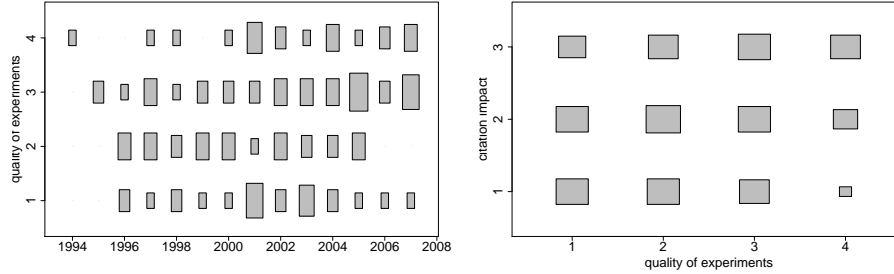 quality of experiments
4
3
2
1
1994 1996 1998 2000 2002 2004 2006 2008
citation impact
3
2
1
1 2 3 4
quality of experiments